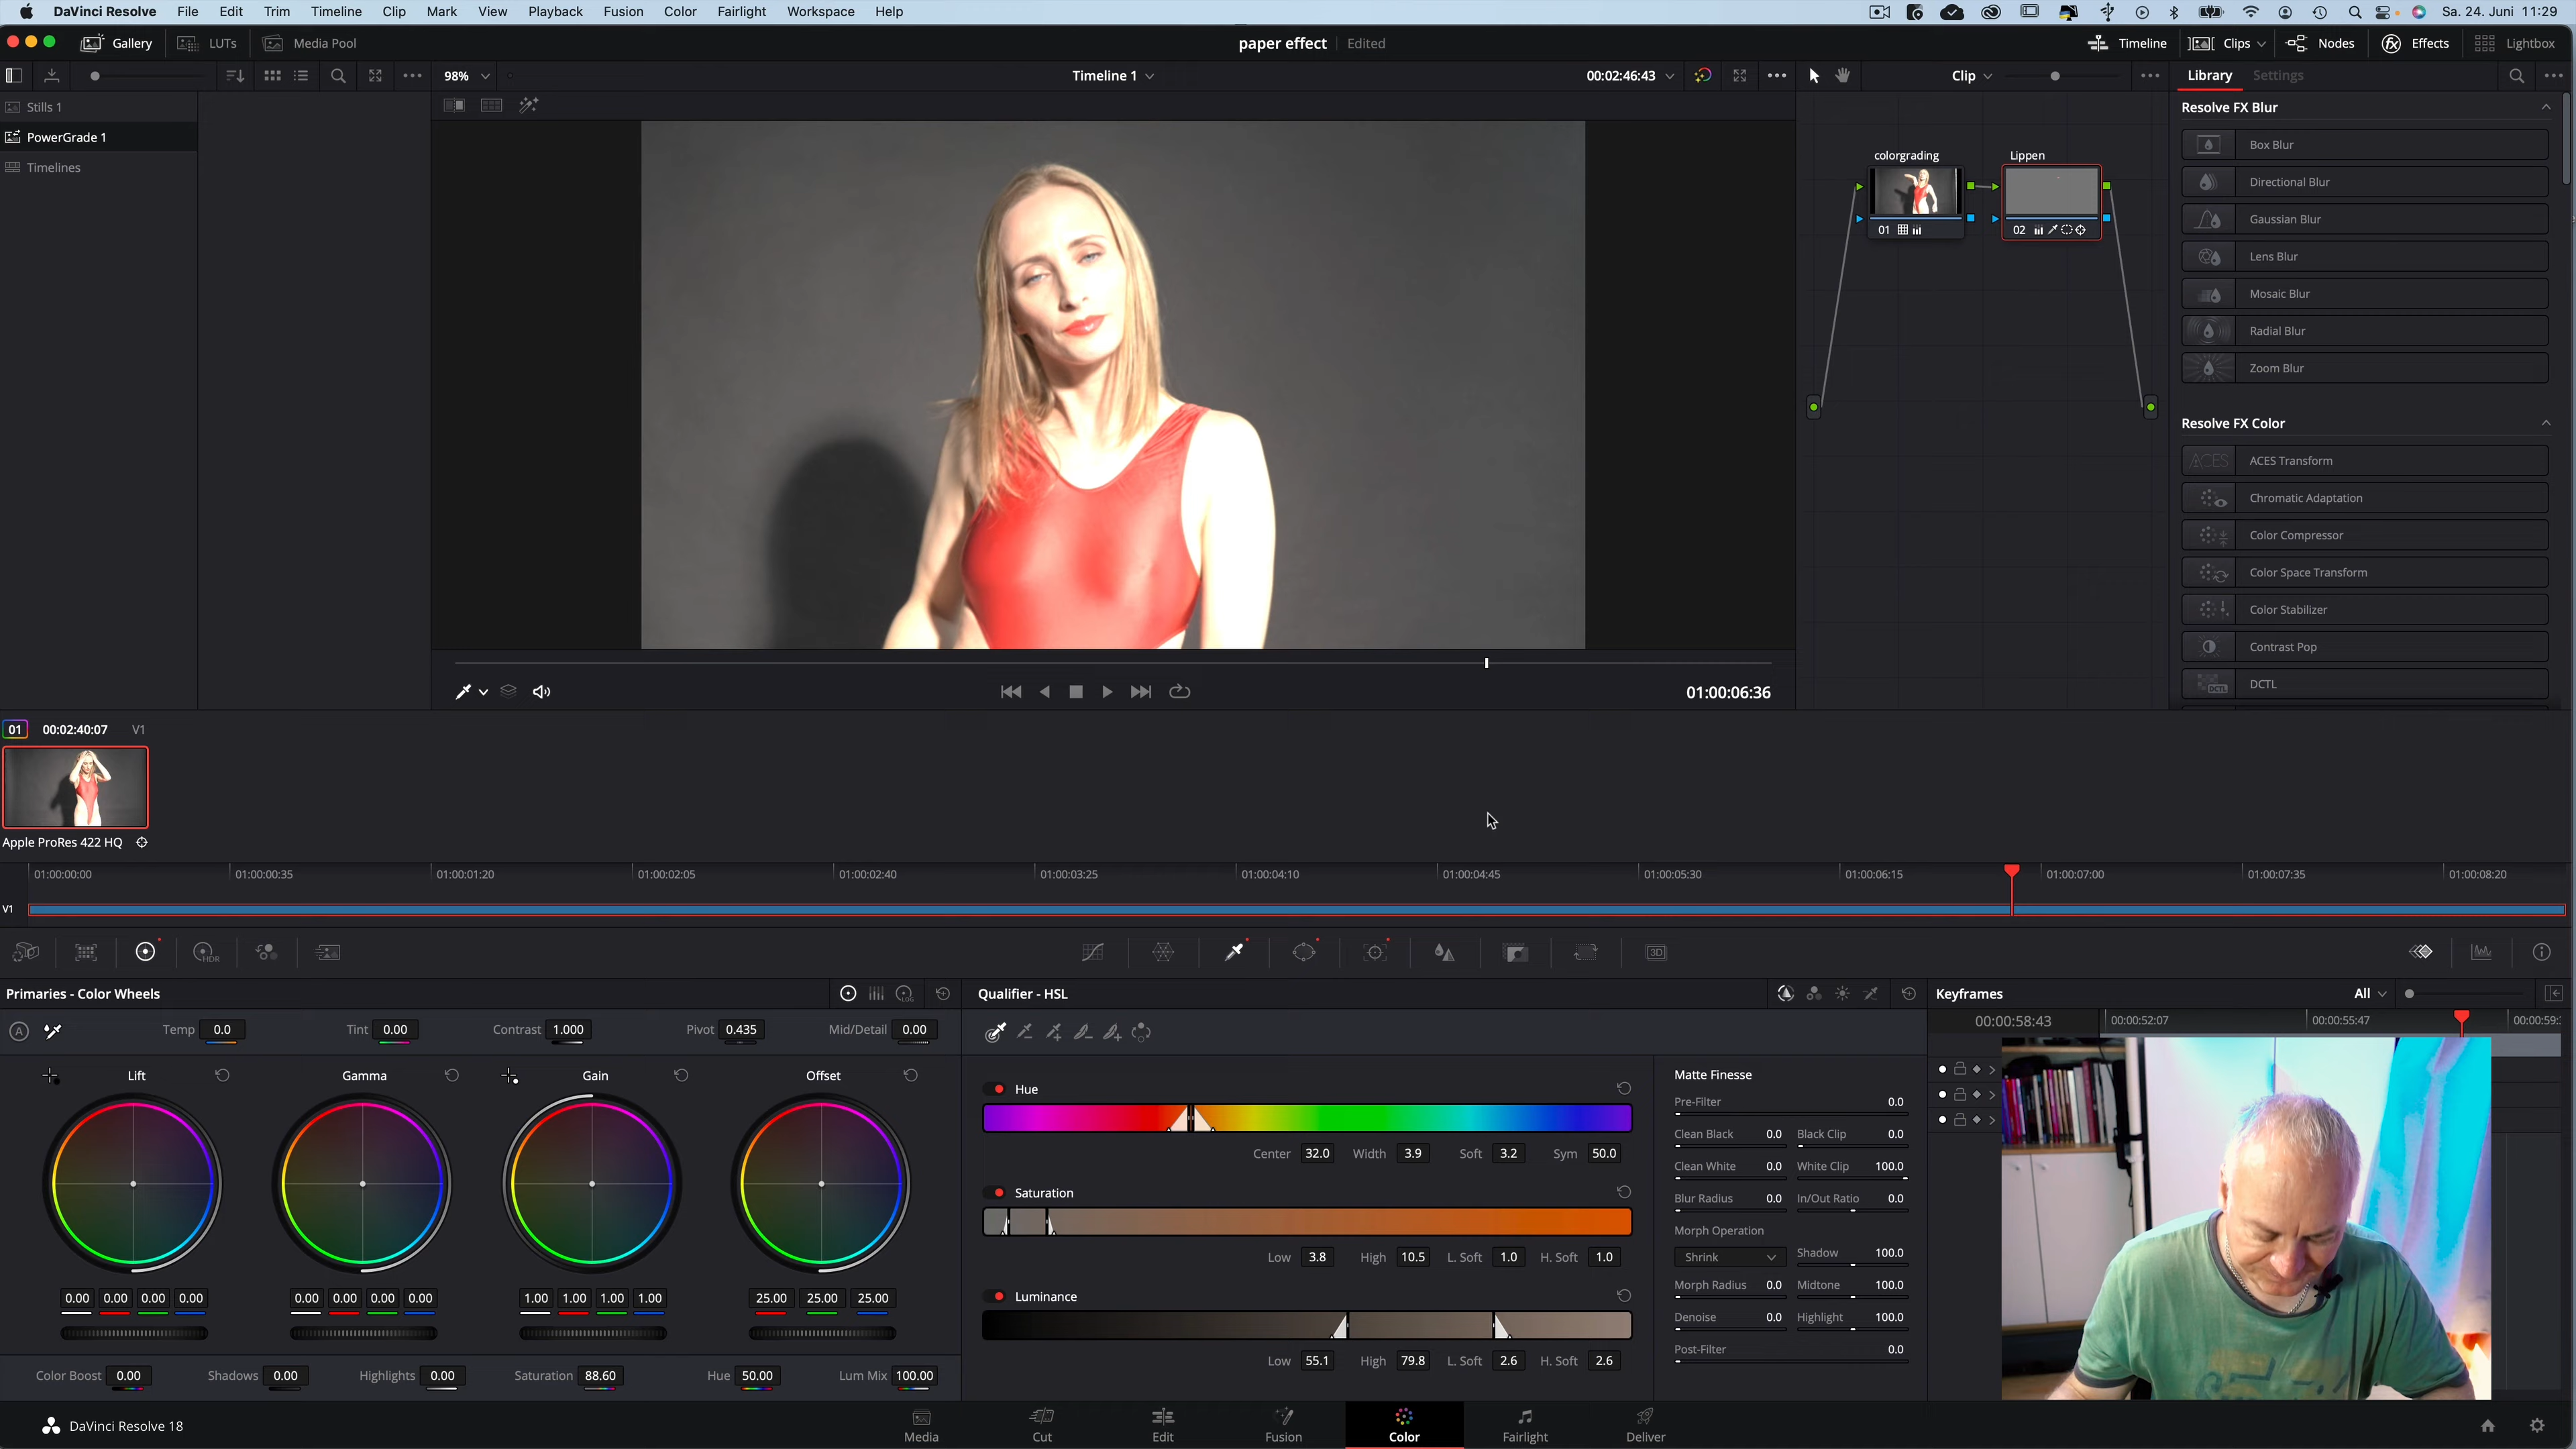 DaVinci Resolve File Edit Trim Timeline Clip Mark View Playback Fusion Color Fairlight Workspace Help Sa. 24. Juni 11:29
Gallery LUTs Media Pool paper effect Edited Timeline Clips Nodes Effects Lightbox
98% Timeline 1 00:02:46:43 Clip Library Settings
Stills 1
PowerGrade 1
Timelines
Resolve FX Blur
Box Blur
Directional Blur
Gaussian Blur
Lens Blur
Mosaic Blur
Radial Blur
Zoom Blur
Resolve FX Color
ACES ACES Transform
Chromatic Adaptation
Color Compressor
Color Space Transform
Color Stabilizer
Contrast Pop
DCTL DCTL
colorgrading Lippen
01 02
01:00:06:36
01 00:02:40:07 V1
Apple ProRes 422 HQ
01:00:00:00 01:00:00:35 01:00:01:20 01:00:02:05 01:00:02:40 01:00:03:25 01:00:04:10 01:00:04:45 01:00:05:30 01:00:06:15 01:00:07:00 01:00:07:35 01:00:08:20
V1
HDR 3D
Primaries - Color Wheels LOG
A Temp 0.0 Tint 0.00 Contrast 1.000 Pivot 0.435 Mid/Detail 0.00
Lift Gamma Gain Offset
0.00 0.00 0.00 0.00 0.00 0.00 0.00 0.00 1.00 1.00 1.00 1.00 25.00 25.00 25.00
Color Boost 0.00 Shadows 0.00 Highlights 0.00 Saturation 88.60 Hue 50.00 Lum Mix 100.00
Qualifier - HSL
Hue
Center 32.0 Width 3.9 Soft 3.2 Sym 50.0
Saturation
Low 3.8 High 10.5 L. Soft 1.0 H. Soft 1.0
Luminance
Low 55.1 High 79.8 L. Soft 2.6 H. Soft 2.6
Matte Finesse
Pre-Filter 0.0
Clean Black 0.0 Black Clip 0.0
Clean White 0.0 White Clip 100.0
Blur Radius 0.0 In/Out Ratio 0.0
Morph Operation
Shrink Shadow 100.0
Morph Radius 0.0 Midtone 100.0
Denoise 0.0 Highlight 100.0
Post-Filter 0.0
Keyframes All
00:00:58:43 00:00:52:07 00:00:55:47 00:00:59:
DaVinci Resolve 18 Media Cut Edit Fusion Color Fairlight Deliver